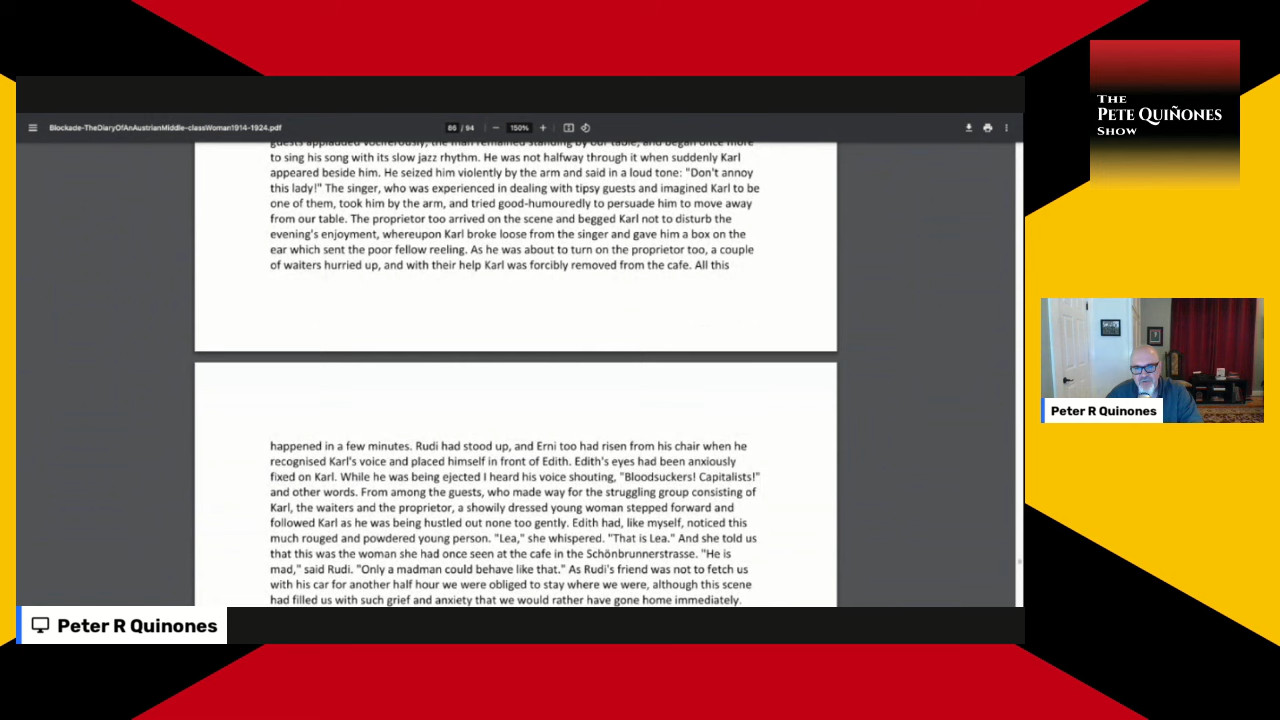 Blockade-TheDiaryOfAnAustrianMiddle-classWoman1914-1924.pdf
86 / 94
150%
guests applauded vociferously, the man remained standing by our table, and began once more
to sing his song with its slow jazz rhythm. He was not halfway through it when suddenly Karl
appeared beside him. He seized him violently by the arm and said in a loud tone: "Don't annoy
this lady!" The singer, who was experienced in dealing with tipsy guests and imagined Karl to be
one of them, took him by the arm, and tried good-humouredly to persuade him to move away
from our table. The proprietor too arrived on the scene and begged Karl not to disturb the
evening's enjoyment, whereupon Karl broke loose from the singer and gave him a box on the
ear which sent the poor fellow reeling. As he was about to turn on the proprietor too, a couple
of waiters hurried up, and with their help Karl was forcibly removed from the cafe. All this
happened in a few minutes. Rudi had stood up, and Erni too had risen from his chair when he
recognised Karl's voice and placed himself in front of Edith. Edith's eyes had been anxiously
fixed on Karl. While he was being ejected I heard his voice shouting, "Bloodsuckers! Capitalists!"
and other words. From among the guests, who made way for the struggling group consisting of
Karl, the waiters and the proprietor, a showily dressed young woman stepped forward and
followed Karl as he was being hustled out none too gently. Edith had, like myself, noticed this
much rouged and powdered young person. "Lea," she whispered. "That is Lea." And she told us
that this was the woman she had once seen at the cafe in the Schönbrunnerstrasse. "He is
mad," said Rudi. "Only a madman could behave like that." As Rudi's friend was not to fetch us
with his car for another half hour we were obliged to stay where we were, although this scene
had filled us with such grief and anxiety that we would rather have gone home immediately.
Peter R Quinones
THE
PETE QUIÑONES
SHOW
Peter R Quinones